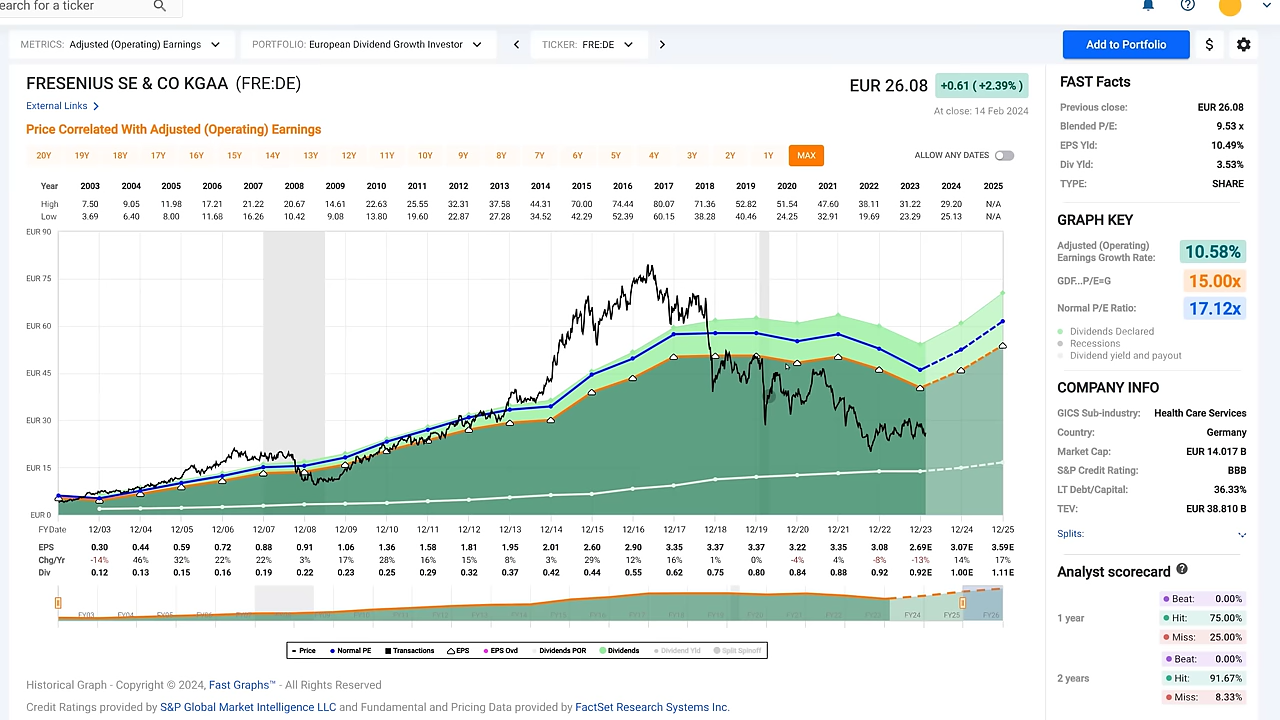 earch for a ticker
METRICS: Adjusted (Operating) Earnings
PORTFOLIO: European Dividend Growth Investor
TICKER: FRE:DE
Add to Portfolio
$
FRESENIUS SE & CO KGAA (FRE:DE)
EUR 26.08
+0.61 ( +2.39% )
External Links
At close: 14 Feb 2024
Price Correlated With Adjusted (Operating) Earnings
20Y 19Y 18Y 17Y 16Y 15Y 14Y 13Y 12Y 11Y 10Y 9Y 8Y 7Y 6Y 5Y 4Y 3Y 2Y 1Y MAX
ALLOW ANY DATES
Year 2003 2004 2005 2006 2007 2008 2009 2010 2011 2012 2013 2014 2015 2016 2017 2018 2019 2020 2021 2022 2023 2024 2025
High 7.50 9.05 11.98 17.21 21.22 20.67 14.61 22.63 25.55 32.31 37.58 44.31 70.00 74.44 80.07 71.36 52.82 51.54 47.60 38.11 31.22 29.20 N/A
Low 3.69 6.40 8.00 11.68 16.26 10.42 9.08 13.80 19.60 22.87 27.28 34.52 42.29 52.39 60.15 38.28 40.46 24.25 32.91 19.69 23.29 25.13 N/A
EUR 90
EUR 75
EUR 60
EUR 45
EUR 30
EUR 15
EUR 0
FY Date 12/03 12/04 12/05 12/06 12/07 12/08 12/09 12/10 12/11 12/12 12/13 12/14 12/15 12/16 12/17 12/18 12/19 12/20 12/21 12/22 12/23 12/24 12/25
EPS 0.30 0.44 0.59 0.72 0.88 0.91 1.06 1.36 1.58 1.81 1.95 2.01 2.60 2.90 3.35 3.37 3.37 3.22 3.35 3.08 2.69E 3.07E 3.59E
Chg/Yr -14% 46% 32% 22% 22% 3% 17% 28% 16% 15% 8% 3% 29% 12% 16% 1% 0% -4% 4% -8% -13% 14% 17%
Div 0.12 0.13 0.15 0.16 0.19 0.22 0.23 0.25 0.29 0.32 0.37 0.42 0.44 0.55 0.62 0.75 0.80 0.84 0.88 0.92 0.92E 1.00E 1.11E
FY03 FY04 FY05 FY06 FY24 FY25 FY26
Price Normal PE Transactions EPS EPS Ovd Dividends POR Dividends Dividend Yld Split Spinoff
Historical Graph - Copyright © 2024, Fast Graphs™ - All Rights Reserved
Credit Ratings provided by S&P Global Market Intelligence LLC and Fundamental and Pricing Data provided by FactSet Research Systems Inc.
FAST Facts
Previous close: EUR 26.08
Blended P/E: 9.53 x
EPS Yld: 10.49%
Div Yld: 3.53%
TYPE: SHARE
GRAPH KEY
Adjusted (Operating)
Earnings Growth Rate: 10.58%
GDF...P/E=G 15.00x
Normal P/E Ratio: 17.12x
Dividends Declared
Recessions
Dividend yield and payout
COMPANY INFO
GICS Sub-industry: Health Care Services
Country: Germany
Market Cap: EUR 14.017 B
S&P Credit Rating: BBB
LT Debt/Capital: 36.33%
TEV: EUR 38.810 B
Splits:
Analyst scorecard
Beat: 0.00%
1 year Hit: 75.00%
Miss: 25.00%
Beat: 0.00%
2 years Hit: 91.67%
Miss: 8.33%